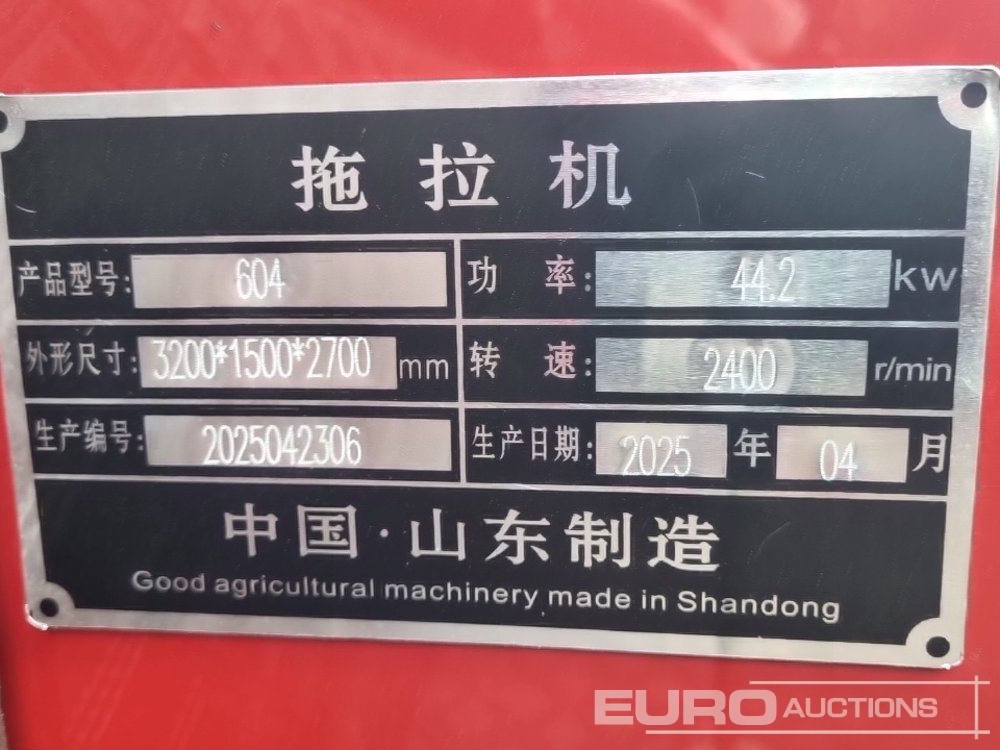 拖拉机
产品型号: 604 功率: 44.2 kw
外形尺寸: 3200*1500*2700 mm 转速: 2400 r/min
生产编号: 2025042306 生产日期: 2025 年 04 月
中国·山东制造
Good agricultural machinery made in Shandong
EURO AUCTIONS